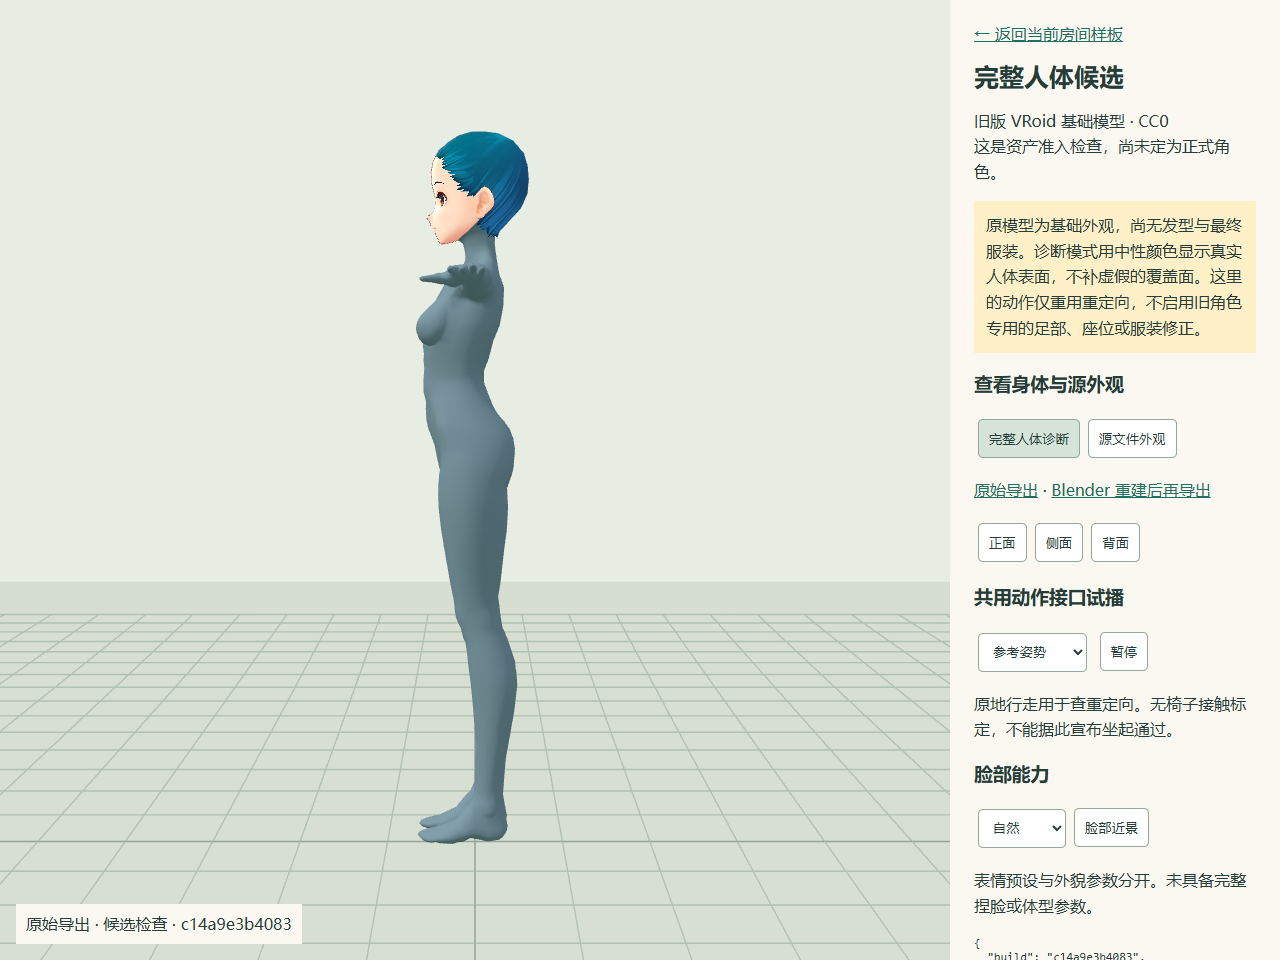 ← 返回当前房间样板
完整人体候选
旧版 VRoid 基础模型 · CC0
这是资产准入检查，尚未定为正式角
色。
原模型为基础外观，尚无发型与最终
服装。诊断模式用中性颜色显示真实
人体表面，不补虚假的覆盖面。这里
的动作仅重用重定向，不启用旧角色
专用的足部、座位或服装修正。
查看身体与源外观
完整人体诊断 源文件外观
原始导出 · Blender 重建后再导出
正面 侧面 背面
共用动作接口试播
参考姿势 暂停
原地行走用于查重定向。无椅子接触标
定，不能据此宣布坐起通过。
脸部能力
自然 脸部近景
表情预设与外貌参数分开。未具备完整
捏脸或体型参数。
{
"build": "c14a9e3b4083",
原始导出 · 候选检查 · c14a9e3b4083